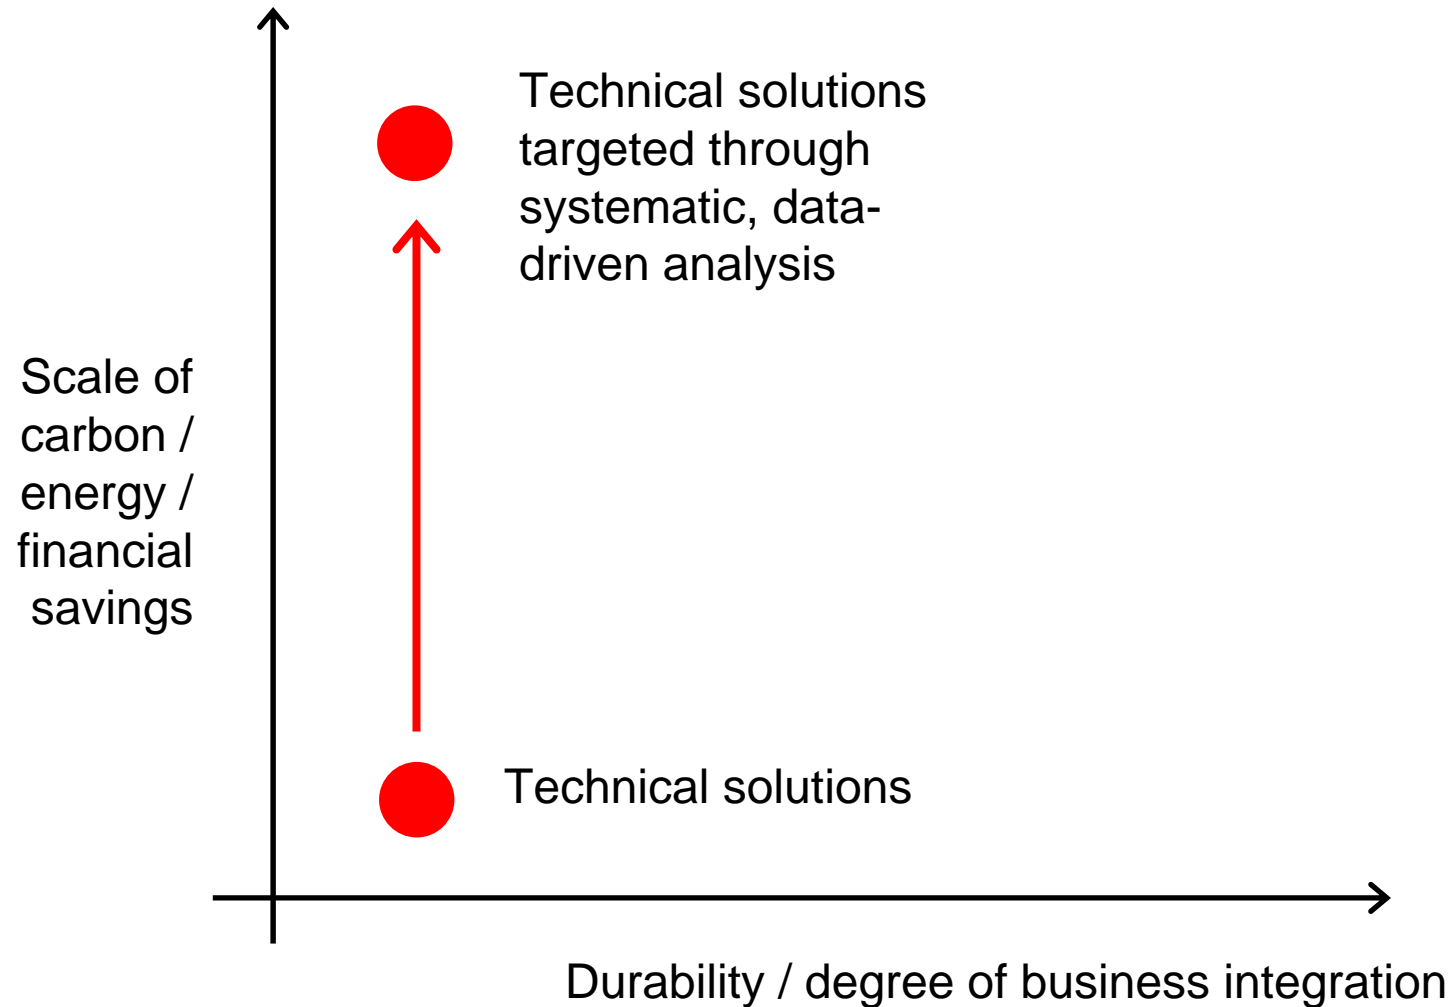 Technical solutions
targeted through
systematic, data-
driven analysis
Scale of
carbon /
energy /
financial
savings
Technical solutions
Durability / degree of business integration